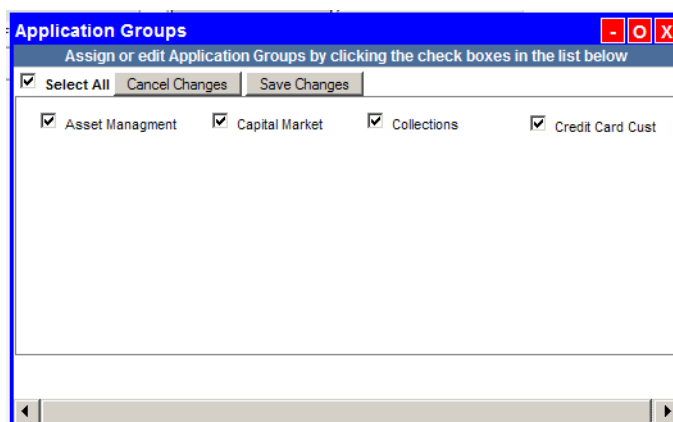 Application Groups - O X
Assign or edit Application Groups by clicking the check boxes in the list below
Select All Cancel Changes Save Changes
Asset Managment Capital Market Collections Credit Card Cust